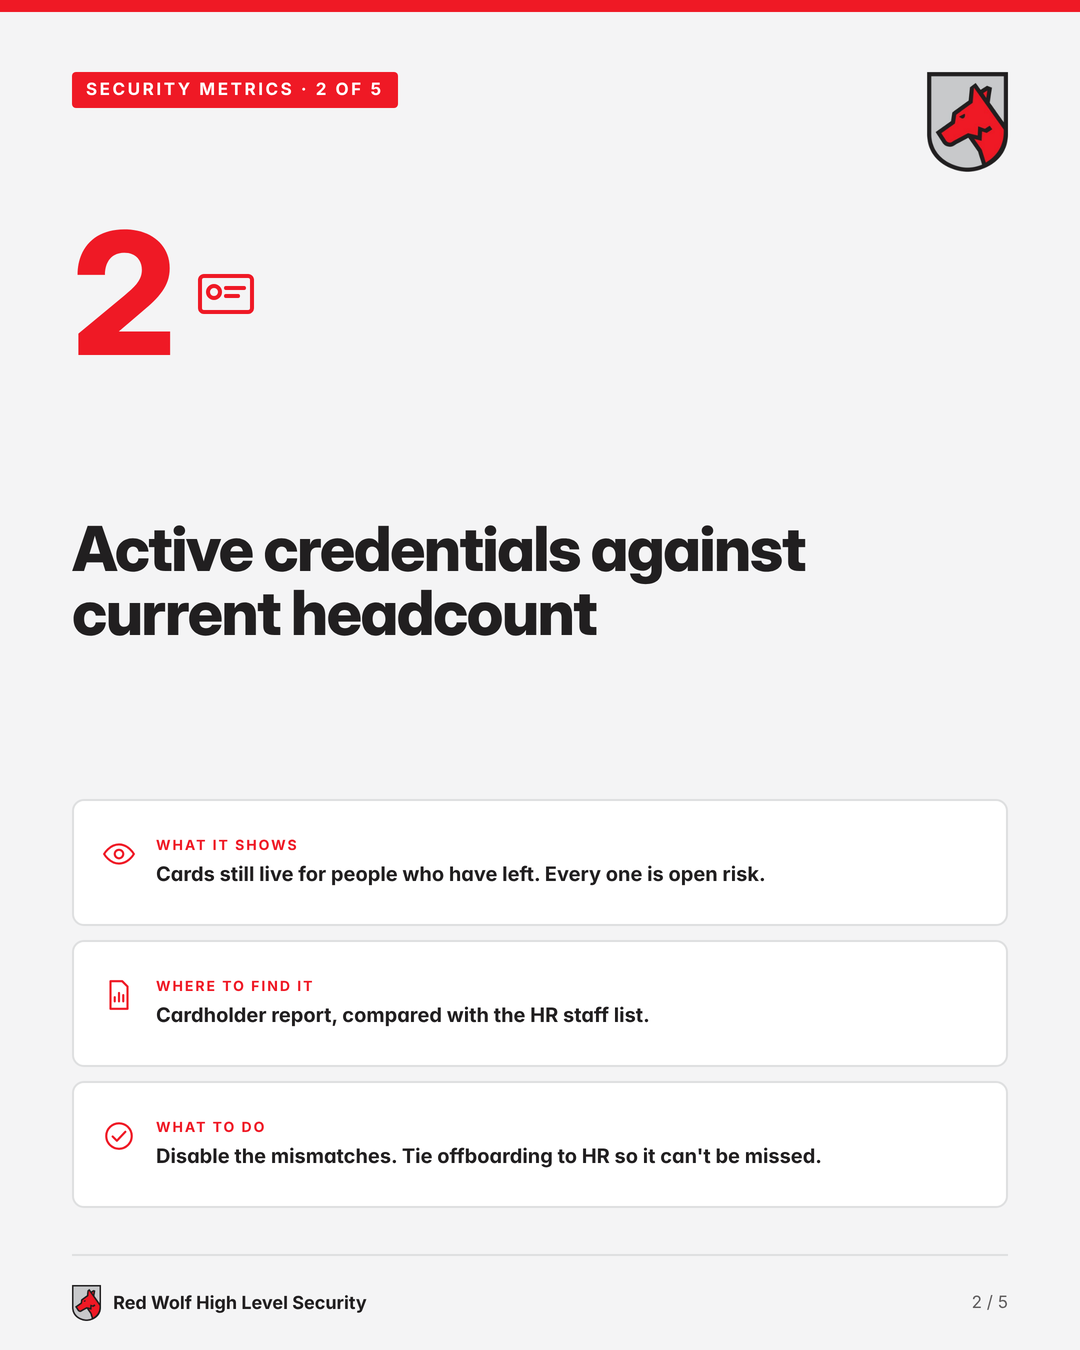 SECURITY METRICS · 2 OF 5
2
Active credentials against
current headcount
WHAT IT SHOWS
Cards still live for people who have left. Every one is open risk.
WHERE TO FIND IT
Cardholder report, compared with the HR staff list.
WHAT TO DO
Disable the mismatches. Tie offboarding to HR so it can't be missed.
Red Wolf High Level Security
2 / 5